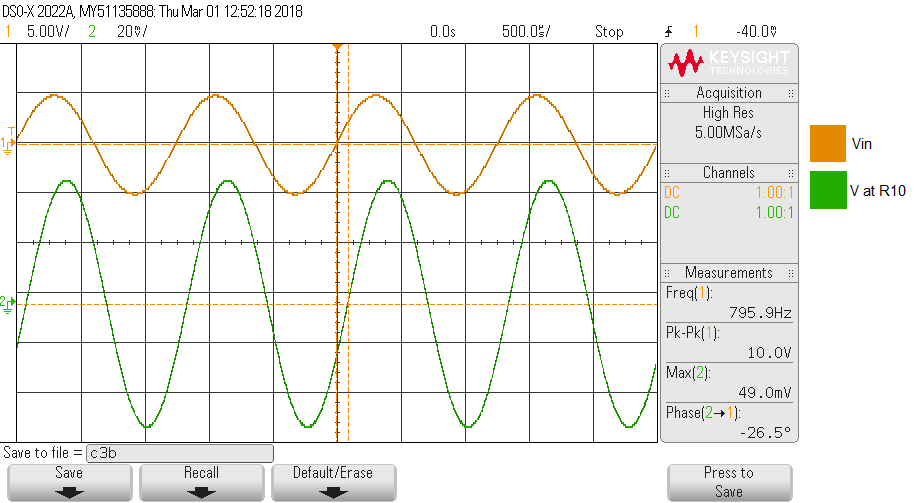 DSO-X 2022A, MY51135888: Thu Mar 01 12:52:18 2018
1 5.00V/ 2 20mV/ 0.0s 500.0us/ Stop 1 -40.0mV
KEYSIGHT
TECHNOLOGIES
Acquisition
High Res
5.00MSa/s
Channels
DC 1.00:1
DC 1.00:1
Measurements
Freq(1):
795.9Hz
Pk-Pk(1):
10.0V
Max(2):
49.0mV
Phase(2→1):
-26.5°
T
1
2
Vin
V at R10
Save to file = c3b
Save
Recall
Default/Erase
Press to
Save